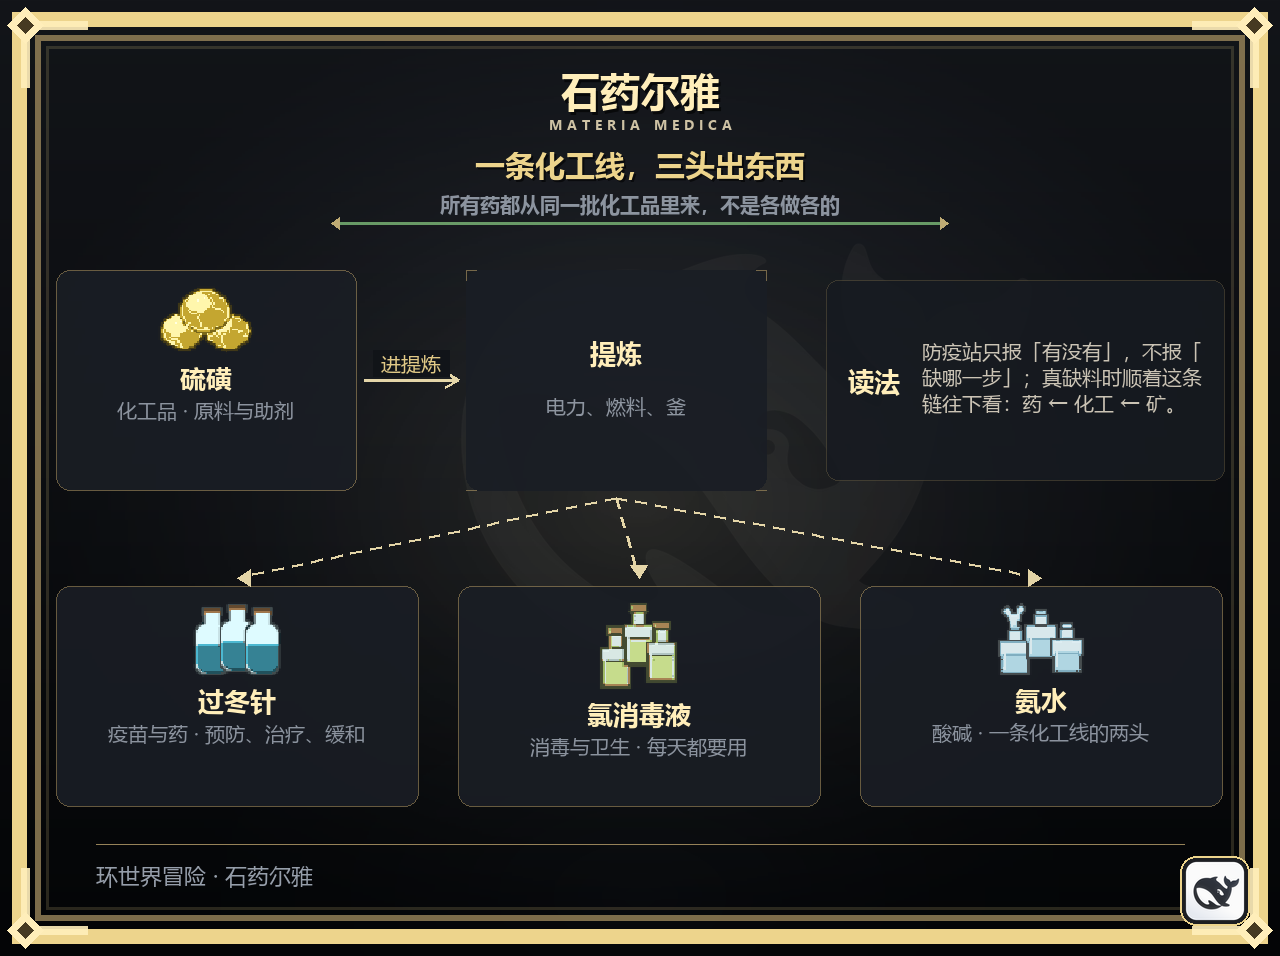 石药尔雅
MATERIA MEDICA
一条化工线，三头出东西
所有药都从同一批化工品里来，不是各做各的
硫磺
化工品 · 原料与助剂
进提炼
提炼
电力、燃料、釜
读法
防疫站只报「有没有」，不报「
缺哪一步」；真缺料时顺着这条
链往下看：药 ← 化工 ← 矿。
过冬针
疫苗与药 · 预防、治疗、缓和
氯消毒液
消毒与卫生 · 每天都要用
氨水
酸碱 · 一条化工线的两头
环世界冒险 · 石药尔雅